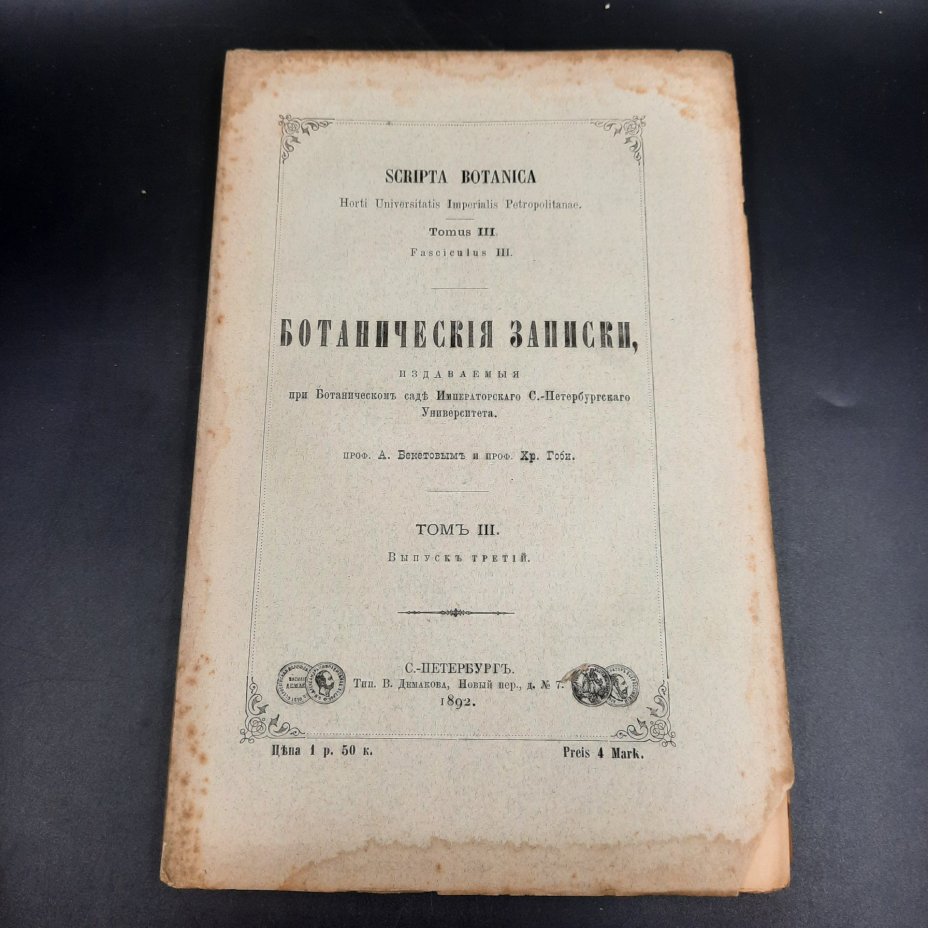 SCRIPTA BOTANICA
Horti Universitatis Imperialis Petropolitanae.
Tomus III.
Fasciculus III.
БОТАНИЧЕСКІЯ ЗАПИСКИ,
ИЗДАВАЕМЫЯ
при Ботаническомъ садѣ Императорскаго С.-Петербургскаго
Университета.
проф. А. Бекетовымъ и проф. Хр. Гоби.
ТОМЪ III.
Выпускъ третій.
С.-ПЕТЕРБУРГЪ.
Тип. В. Демакова, Новый пер., д. № 7.
1892.
Цѣна 1 р. 50 к.
Preis 4 Mark.